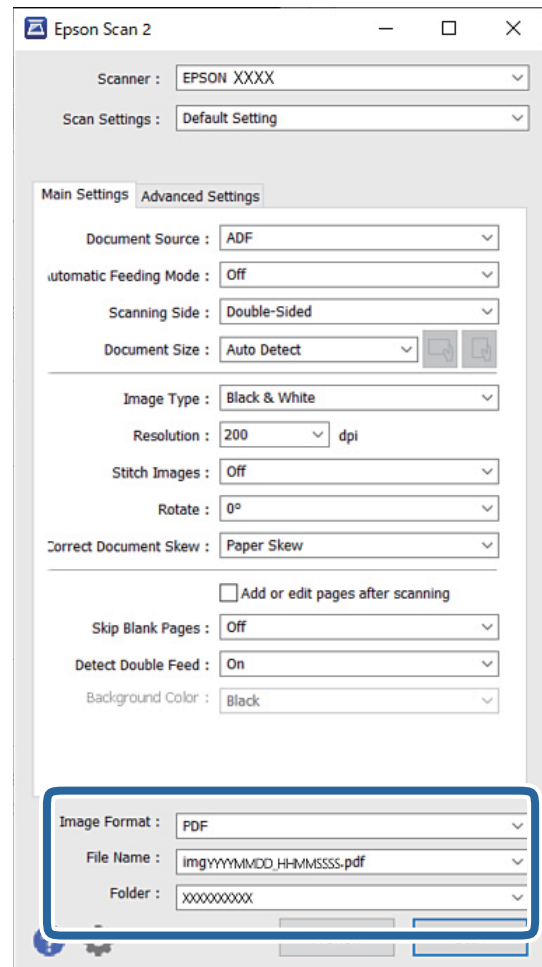 Epson Scan 2
Scanner : EPSON XXXX
Scan Settings : Default Setting
Main Settings Advanced Settings
Document Source : ADF
utomatic Feeding Mode : Off
Scanning Side : Double-Sided
Document Size : Auto Detect
Image Type : Black & White
Resolution : 200 dpi
Stitch Images : Off
Rotate : 0°
Correct Document Skew : Paper Skew
Add or edit pages after scanning
Skip Blank Pages : Off
Detect Double Feed : On
Background Color : Black
Image Format : PDF
File Name : imgYYYYMMDD_HHMMSSSS.pdf
Folder : XXXXXXXXXX